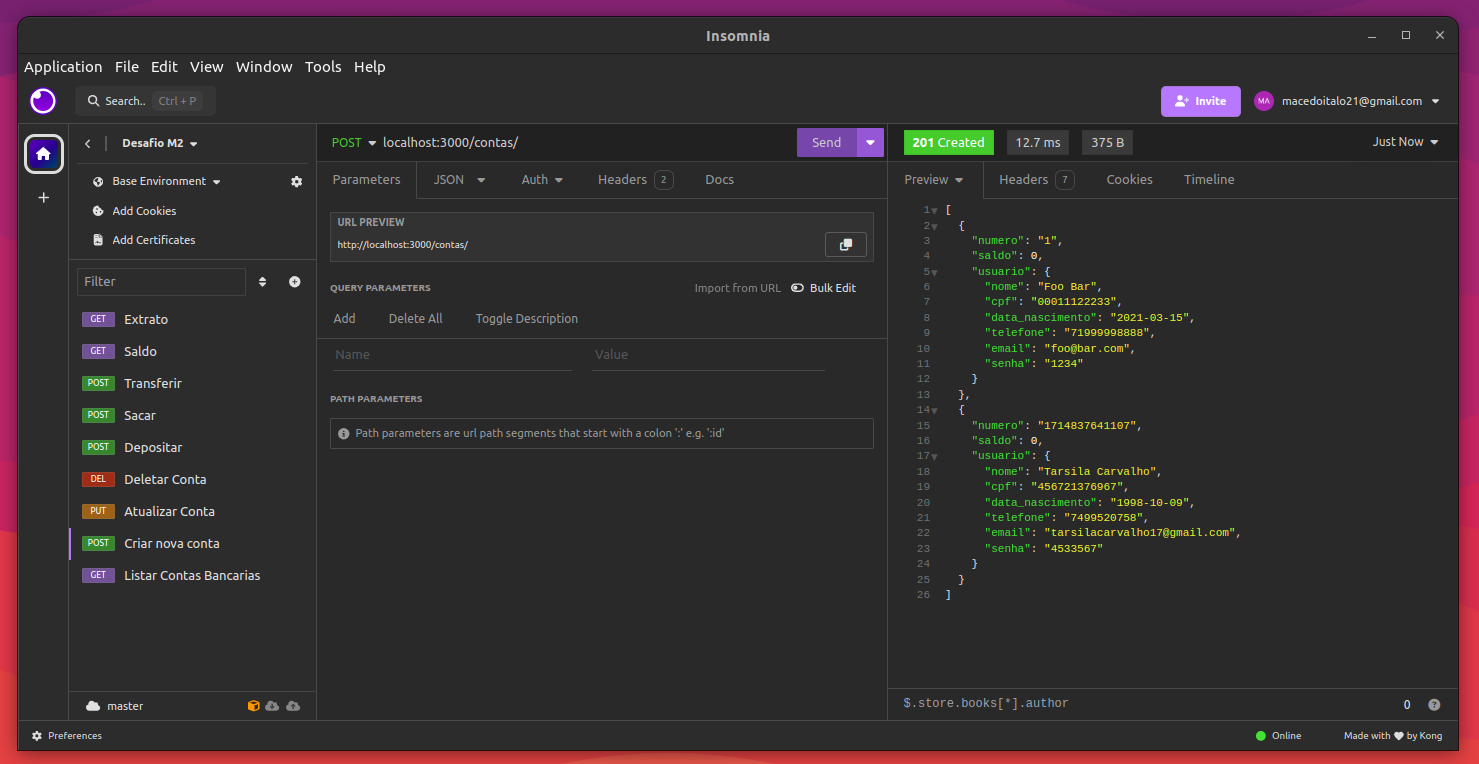 Insomnia
Application File Edit View Window Tools Help
Search.. Ctrl + P
Invite
MA macedoitalo21@gmail.com
Desafio M2
Base Environment
Add Cookies
Add Certificates
Filter
GET Extrato
GET Saldo
POST Transferir
POST Sacar
POST Depositar
DEL Deletar Conta
PUT Atualizar Conta
POST Criar nova conta
GET Listar Contas Bancarias
master
POST localhost:3000/contas/ Send
Parameters JSON Auth Headers 2 Docs
URL PREVIEW
http://localhost:3000/contas/
QUERY PARAMETERS Import from URL Bulk Edit
Add Delete All Toggle Description
Name Value
PATH PARAMETERS
Path parameters are url path segments that start with a colon ':' e.g. ':id'
201 Created 12.7 ms 375 B Just Now
Preview Headers 7 Cookies Timeline
1 [
2 {
3 "numero": "1",
4 "saldo": 0,
5 "usuario": {
6 "nome": "Foo Bar",
7 "cpf": "00011122233",
8 "data_nascimento": "2021-03-15",
9 "telefone": "71999998888",
10 "email": "foo@bar.com",
11 "senha": "1234"
12 }
13 },
14 {
15 "numero": "1714837641107",
16 "saldo": 0,
17 "usuario": {
18 "nome": "Tarsila Carvalho",
19 "cpf": "456721376967",
20 "data_nascimento": "1998-10-09",
21 "telefone": "7499520758",
22 "email": "tarsilacarvalho17@gmail.com",
23 "senha": "4533567"
24 }
25 }
26 ]
$.store.books[*].author 0
Preferences
Online
Made with ♥ by Kong